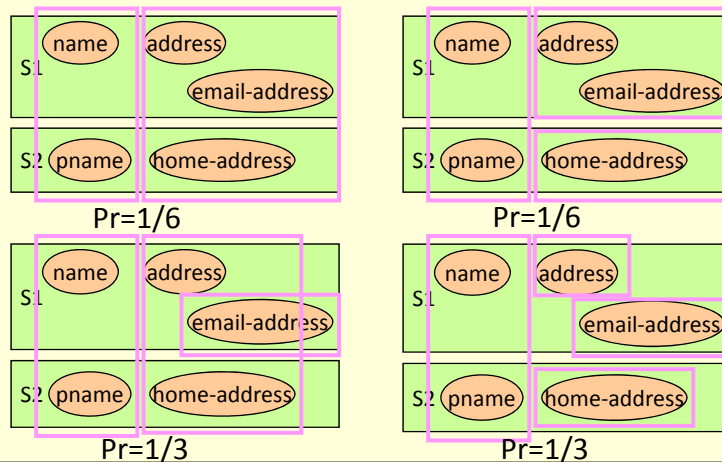 name address name address
S1 S1
email-address email-address
S2 pname home-address S2 pname home-address
Pr=1/6 Pr=1/6
name address name address
S1 S1
email-address email-address
S2 pname home-address S2 pname home-address
Pr=1/3 Pr=1/3